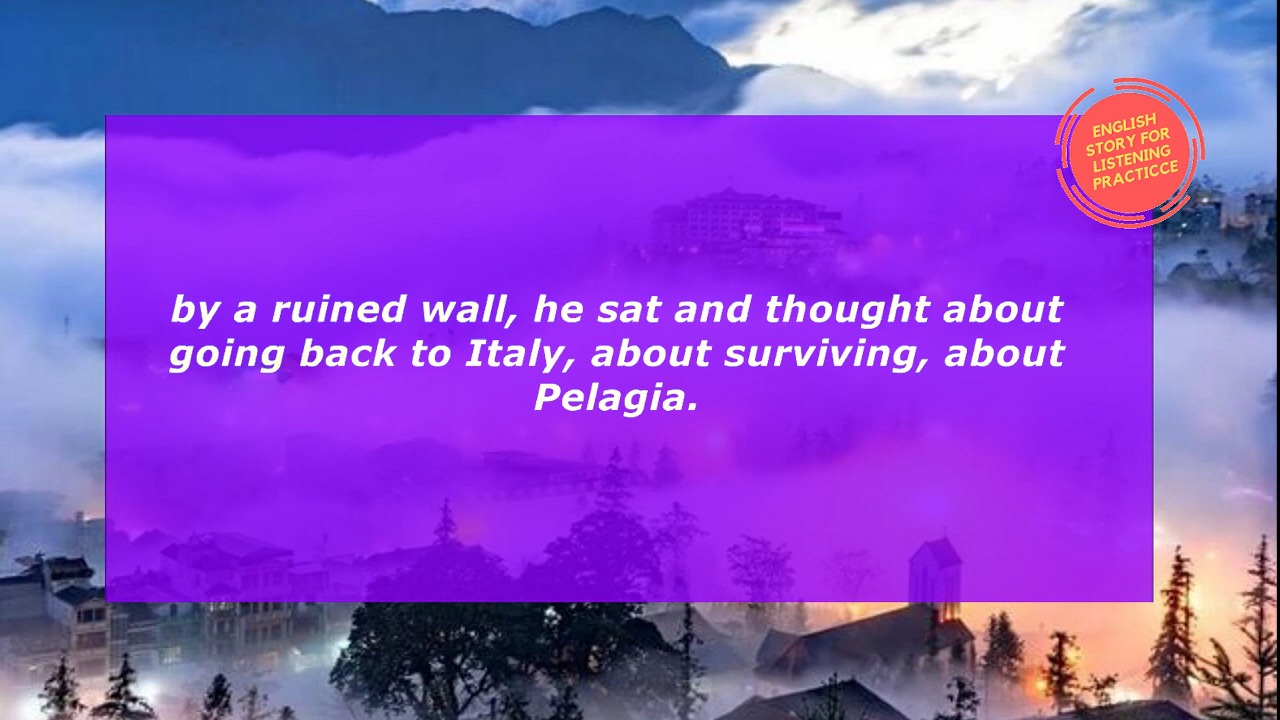 ENGLISH
STORY FOR
LISTENING
PRACTICCE
by a ruined wall, he sat and thought about
going back to Italy, about surviving, about
Pelagia.